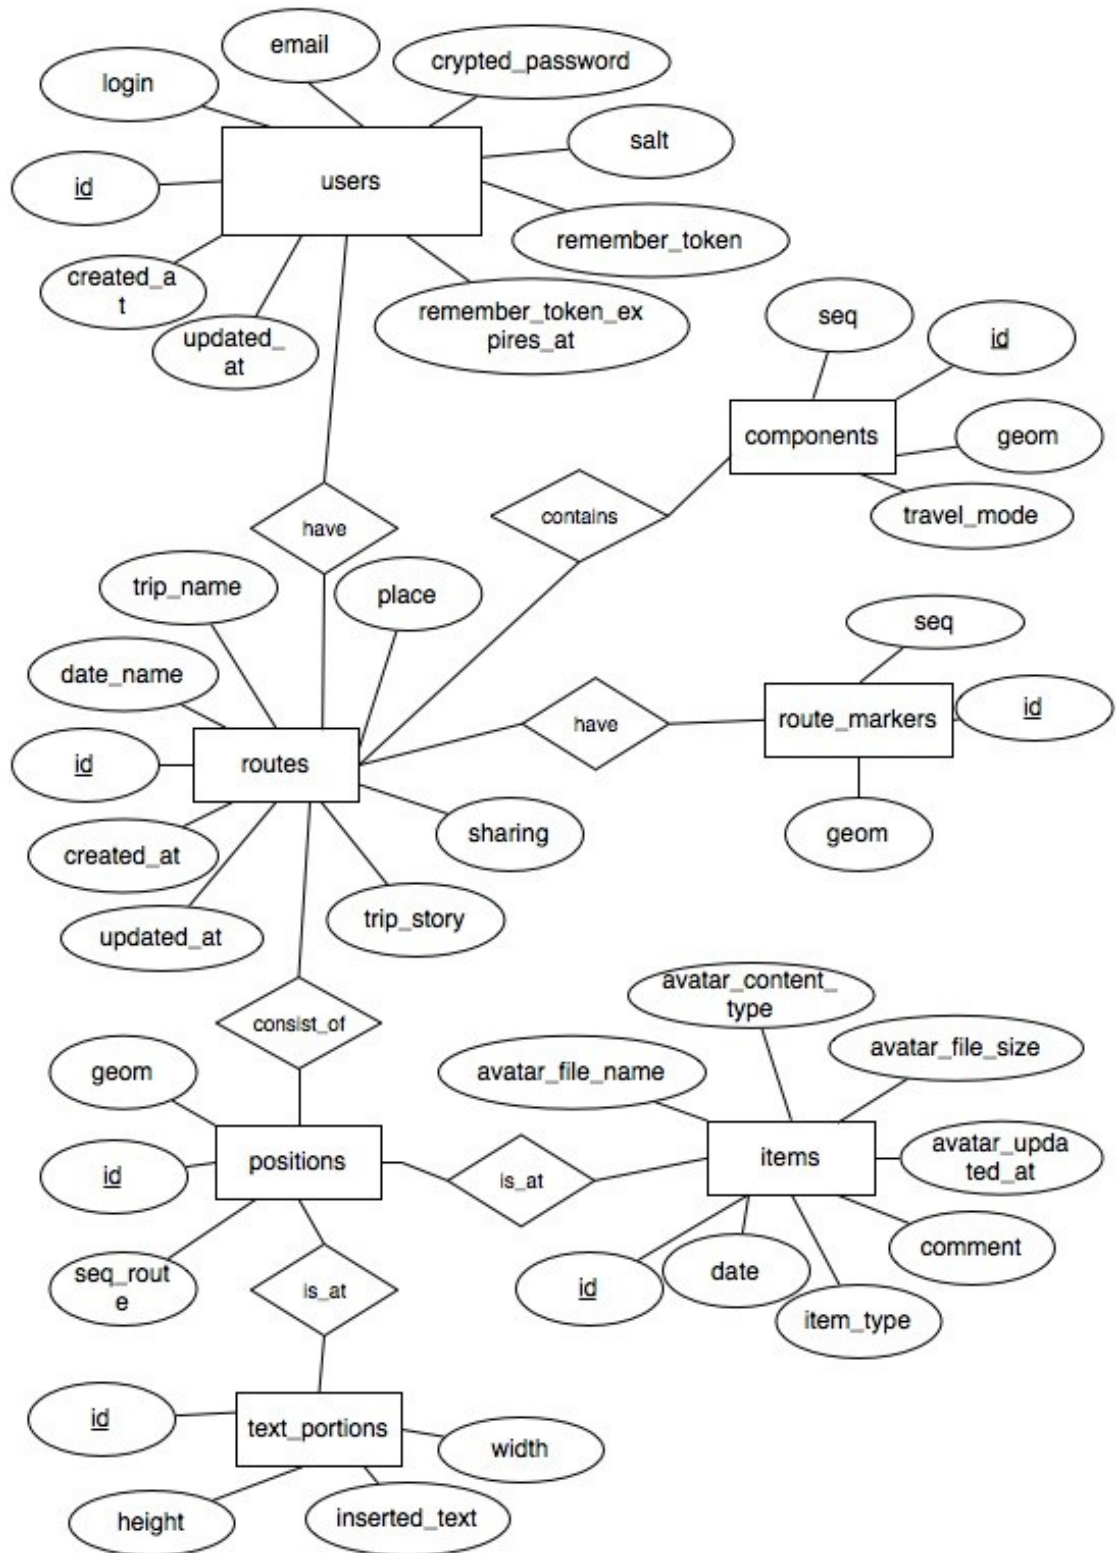 email
crypted_password
login
salt
id
users
remember_token
created_a
t
updated_
at
remember_token_ex
pires_at
seq
id
components
geom
travel_mode
contains
have
trip_name
place
date_name
seq
id
route_markers
have
id
routes
geom
sharing
created_at
trip_story
updated_at
avatar_content_
type
consist_of
avatar_file_size
geom
avatar_file_name
id
positions
is_at
items
avatar_upda
ted_at
comment
seq_rout
e
is_at
id
date
item_type
id
text_portions
width
height
inserted_text